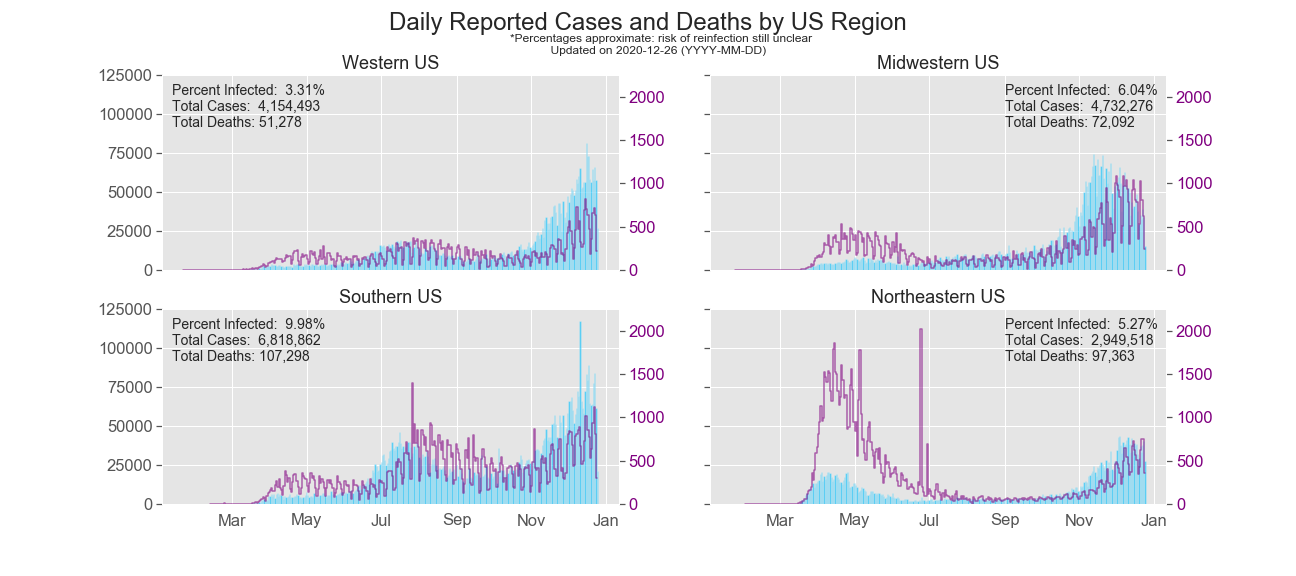 Daily Reported Cases and Deaths by US Region
*Percentages approximate: risk of reinfection still unclear
Updated on 2020-12-26 (YYYY-MM-DD)
Western US
125000
100000
75000
50000
25000
0
Percent Infected: 3.31%
Total Cases: 4,154,493
Total Deaths: 51,278
2000
1500
1000
500
0
Midwestern US
Percent Infected: 6.04%
Total Cases: 4,732,276
Total Deaths: 72,092
2000
1500
1000
500
0
Southern US
125000
100000
75000
50000
25000
0
Percent Infected: 9.98%
Total Cases: 6,818,862
Total Deaths: 107,298
2000
1500
1000
500
0
Mar May Jul Sep Nov Jan
Northeastern US
Percent Infected: 5.27%
Total Cases: 2,949,518
Total Deaths: 97,363
2000
1500
1000
500
0
Mar May Jul Sep Nov Jan